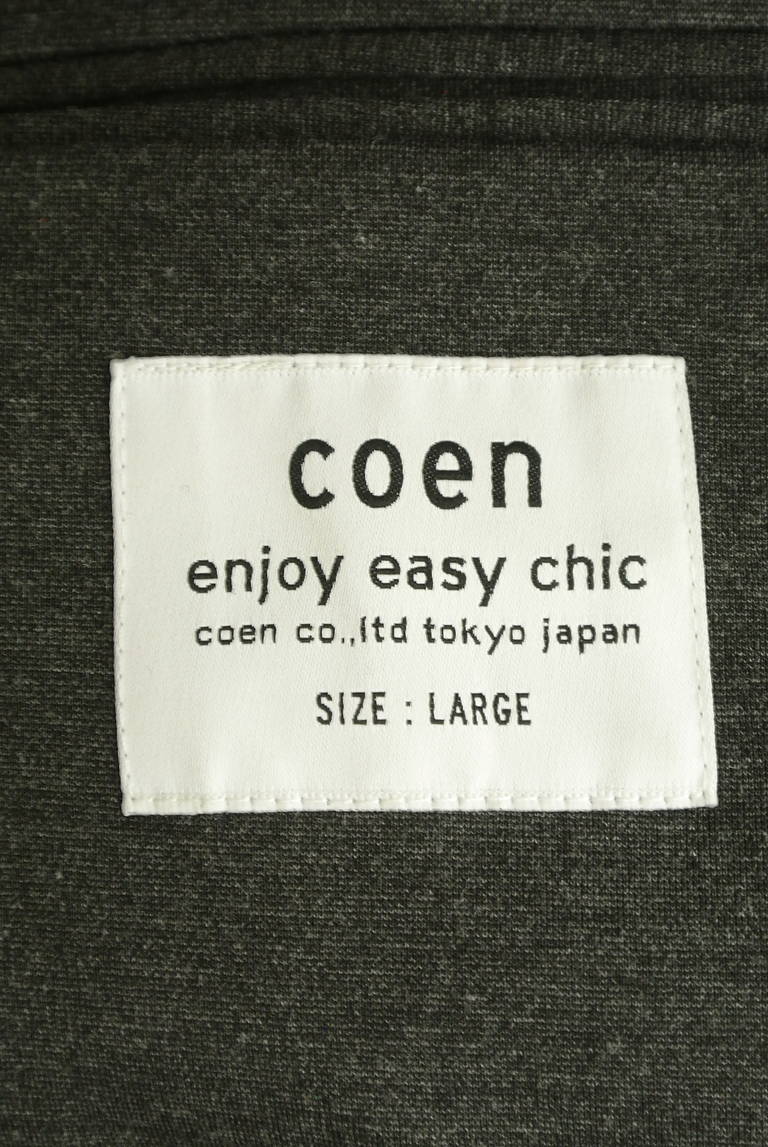 coen
enjoy easy chic
coen co.,ltd tokyo japan
SIZE : LARGE